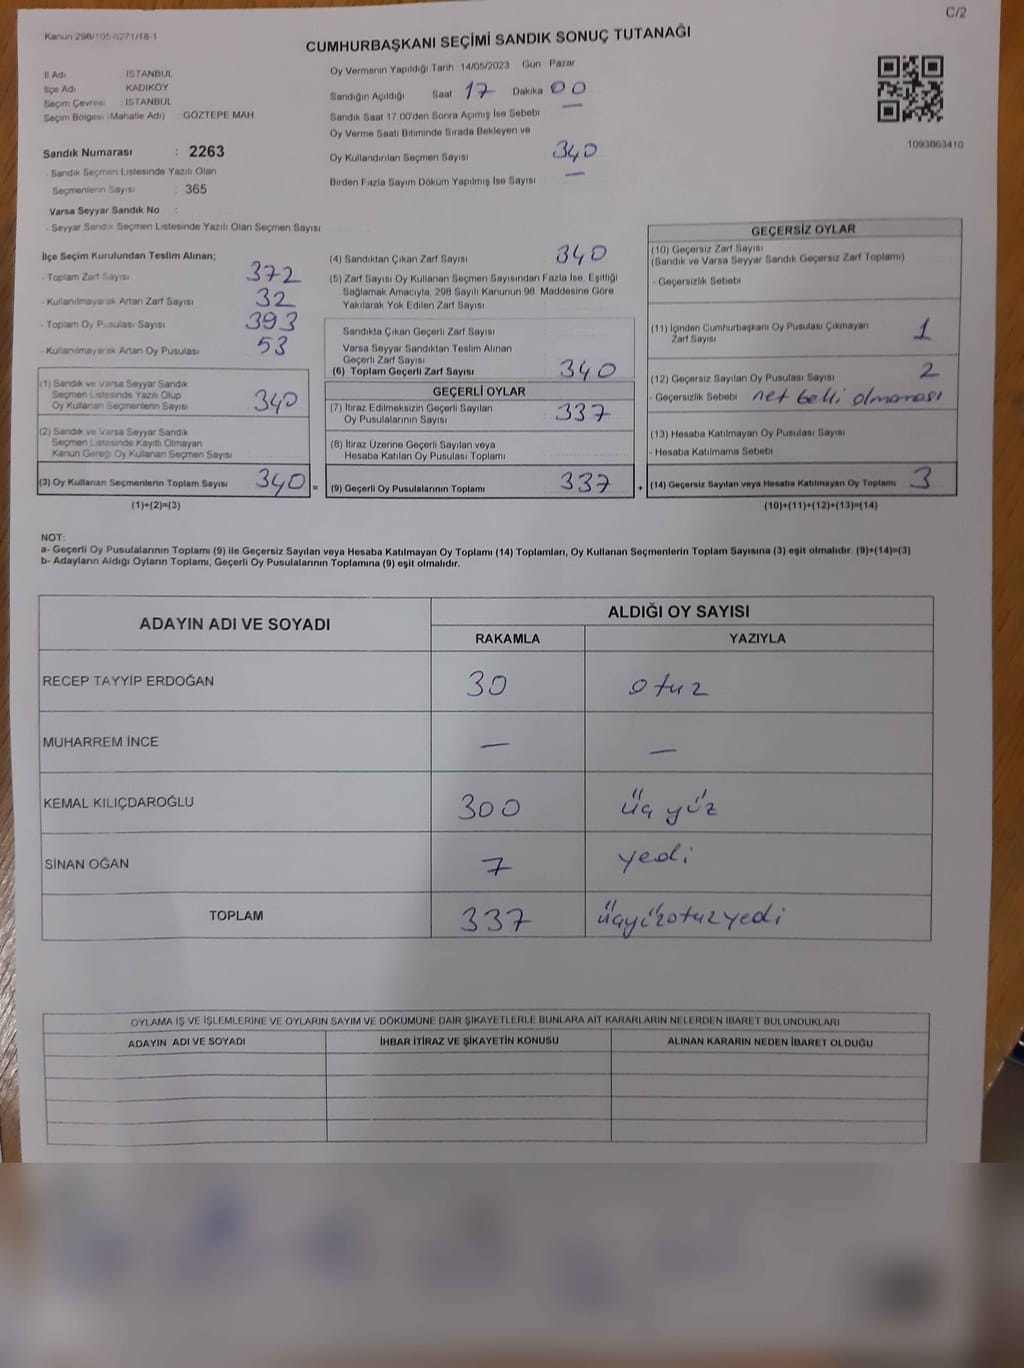 C/2
Kanun 298/105 6271/18-1
CUMHURBAŞKANI SEÇİMİ SANDIK SONUÇ TUTANAĞI
İl Adı : İSTANBUL
İlçe Adı : KADIKÖY
Seçim Çevresi : İSTANBUL
Seçim Bölgesi (Mahalle Adı) GÖZTEPE MAH
Sandık Numarası : 2263
- Sandık Seçmen Listesinde Yazılı Olan
Seçmenlerin Sayısı : 365
Varsa Seyyar Sandık No :
- Seyyar Sandık Seçmen Listesinde Yazılı Olan Seçmen Sayısı
Oy Vermenin Yapıldığı Tarih 14/05/2023 Gün Pazar
Sandığın Açıldığı Saat 17 Dakika 00
Sandık Saat 17.00'den Sonra Açımış İse Sebebi —
Oy Verme Saati Bitiminde Sırada Bekleyen ve
Oy Kullandırılan Seçmen Sayısı 340
Birden Fazla Sayım Döküm Yapılmış İse Sayısı —
1093863410
İlçe Seçim Kurulundan Teslim Alınan;
- Toplam Zarf Sayısı 372
- Kullanılmayarak Artan Zarf Sayısı 32
- Toplam Oy Pusulası Sayısı 393
- Kullanılmayarak Artan Oy Pusulası 53
(1) Sandık ve Varsa Seyyar Sandık
Seçmen Listesinde Yazılı Olup
Oy Kullanan Seçmenlerin Sayısı 340
(2) Sandık ve Varsa Seyyar Sandık
Seçmen Listesinde Kayıtlı Olmayan
Kanun Gereği Oy Kullanan Seçmen Sayısı
(3) Oy Kullanan Seçmenlerin Toplam Sayısı 340 =
(1)+(2)=(3)
(4) Sandıktan Çıkan Zarf Sayısı 340
(5) Zarf Sayısı Oy Kullanan Seçmen Sayısından Fazla İse, Eşitliği
Sağlamak Amacıyla, 298 Sayılı Kanunun 98. Maddesine Göre
Yakılarak Yok Edilen Zarf Sayısı
Sandıkta Çıkan Geçerli Zarf Sayısı
Varsa Seyyar Sandıktan Teslim Alınan
Geçerli Zarf Sayısı
(6) Toplam Geçerli Zarf Sayısı 340
GEÇERLİ OYLAR
(7) İtiraz Edilmeksizin Geçerli Sayılan
Oy Pusulalarının Sayısı 337
(8) İtiraz Üzerine Geçerli Sayılan veya
Hesaba Katılan Oy Pusulası Toplamı
(9) Geçerli Oy Pusulalarının Toplamı 337 +
GEÇERSİZ OYLAR
(10) Geçersiz Zarf Sayısı
(Sandık ve Varsa Seyyar Sandık Geçersiz Zarf Toplamı)
- Geçersizlik Sebebi
(11) İçinden Cumhurbaşkanı Oy Pusulası Çıkmayan
Zarf Sayısı 1
(12) Geçersiz Sayılan Oy Pusulası Sayısı 2
- Geçersizlik Sebebi net belli olmaması
(13) Hesaba Katılmayan Oy Pusulası Sayısı
- Hesaba Katılmama Sebebi
(14) Geçersiz Sayılan veya Hesaba Katılmayan Oy Toplamı 3
(10)+(11)+(12)+(13)=(14)
NOT:
a- Geçerli Oy Pusulalarının Toplamı (9) ile Geçersiz Sayılan veya Hesaba Katılmayan Oy Toplamı (14) Toplamları, Oy Kullanan Seçmenlerin Toplam Sayısına (3) eşit olmalıdır. (9)+(14)=(3)
b- Adayların Aldığı Oyların Toplamı, Geçerli Oy Pusulalarının Toplamına (9) eşit olmalıdır.
ADAYIN ADI VE SOYADI ALDIĞI OY SAYISI
RAKAMLA YAZIYLA
RECEP TAYYİP ERDOĞAN 30 otuz
MUHARREM İNCE — —
KEMAL KILIÇDAROĞLU 300 üç yüz
SİNAN OĞAN 7 yedi
TOPLAM 337 üçyüzotuzyedi
OYLAMA İŞ VE İŞLEMLERİNE VE OYLARIN SAYIM VE DÖKÜMÜNE DAİR ŞİKAYETLERLE BUNLARA AİT KARARLARIN NELERDEN İBARET BULUNDUKLARI
ADAYIN ADI VE SOYADI İHBAR İTİRAZ VE ŞİKAYETİN KONUSU ALINAN KARARIN NEDEN İBARET OLDUĞU